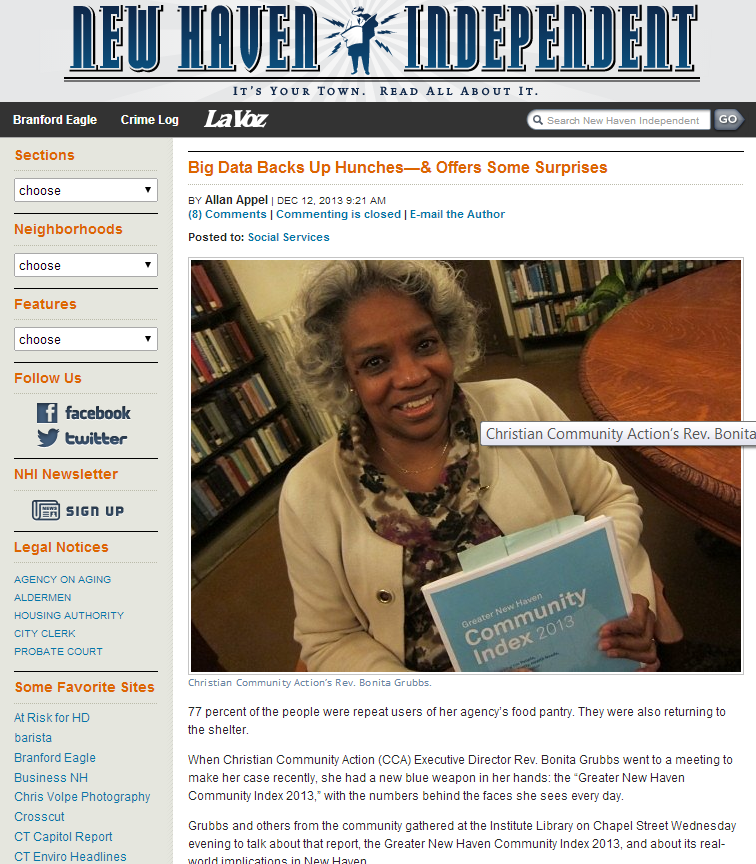 NEW HAVEN INDEPENDENT
IT'S YOUR TOWN. READ ALL ABOUT IT.
Branford Eagle Crime Log La Voz Search New Haven Independent GO
Sections
choose
Neighborhoods
choose
Features
choose
Follow Us
facebook
twitter
NHI Newsletter
NEWS SIGN UP
Legal Notices
AGENCY ON AGING
ALDERMEN
HOUSING AUTHORITY
CITY CLERK
PROBATE COURT
Some Favorite Sites
At Risk for HD
barista
Branford Eagle
Business NH
Chris Volpe Photography
Crosscut
CT Capitol Report
CT Enviro Headlines
Big Data Backs Up Hunches—& Offers Some Surprises
BY Allan Appel | DEC 12, 2013 9:21 AM
(8) Comments | Commenting is closed | E-mail the Author
Posted to: Social Services
Christian Community Action's Rev. Bonita
Greater New Haven
Community
Index 2013
Christian Community Action's Rev. Bonita Grubbs.
77 percent of the people were repeat users of her agency's food pantry. They were also returning to
the shelter.
When Christian Community Action (CCA) Executive Director Rev. Bonita Grubbs went to a meeting to
make her case recently, she had a new blue weapon in her hands: the “Greater New Haven
Community Index 2013,” with the numbers behind the faces she sees every day.
Grubbs and others from the community gathered at the Institute Library on Chapel Street Wednesday
evening to talk about that report, the Greater New Haven Community Index 2013, and about its real-
world implications in New Haven.